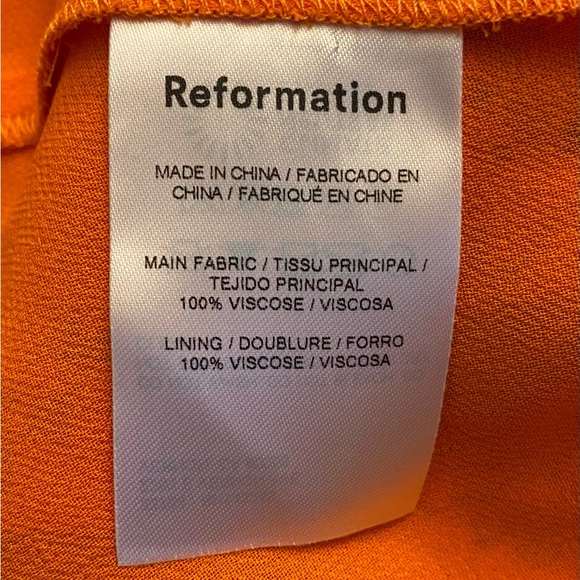 Reformation
MADE IN CHINA / FABRICADO EN
CHINA / FABRIQUÉ EN CHINE
MAIN FABRIC / TISSU PRINCIPAL /
TEJIDO PRINCIPAL
100% VISCOSE / VISCOSA
LINING / DOUBLURE / FORRO
100% VISCOSE / VISCOSA